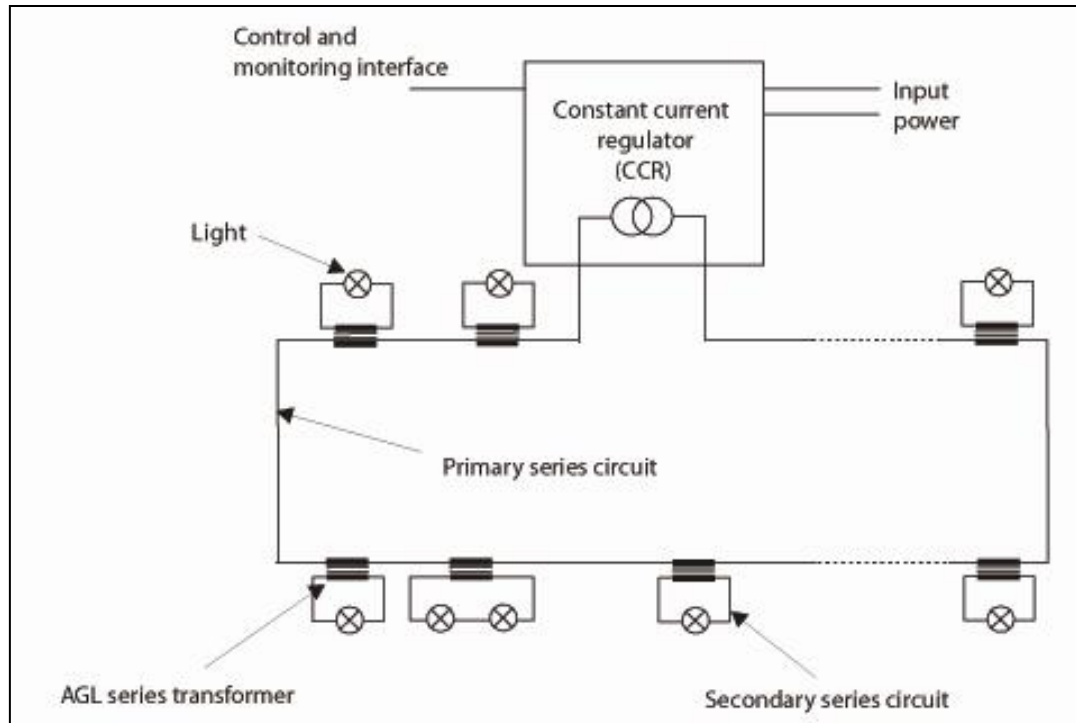 Control and
monitoring interface
Constant current
regulator
(CCR)
Input
power
Light
Primary series circuit
AGL series transformer
Secondary series circuit